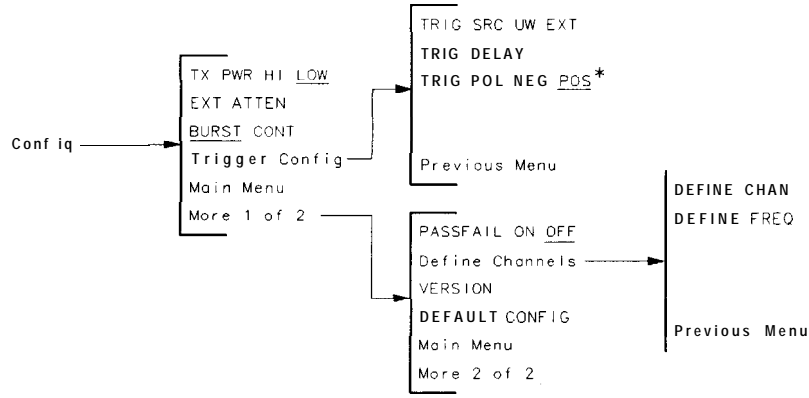 Conf iq
TX PWR HI LOW
EXT ATTEN
BURST CONT
Trigger Config
Main Menu
More 1 of 2
TRIG SRC UW EXT
TRIG DELAY
TRIG POL NEG POS*
Previous Menu
PASSFAIL ON OFF
Define Channels
VERSION
DEFAULT CONFIG
Main Menu
More 2 of 2
DEFINE CHAN
DEFINE FREQ
Previous Menu